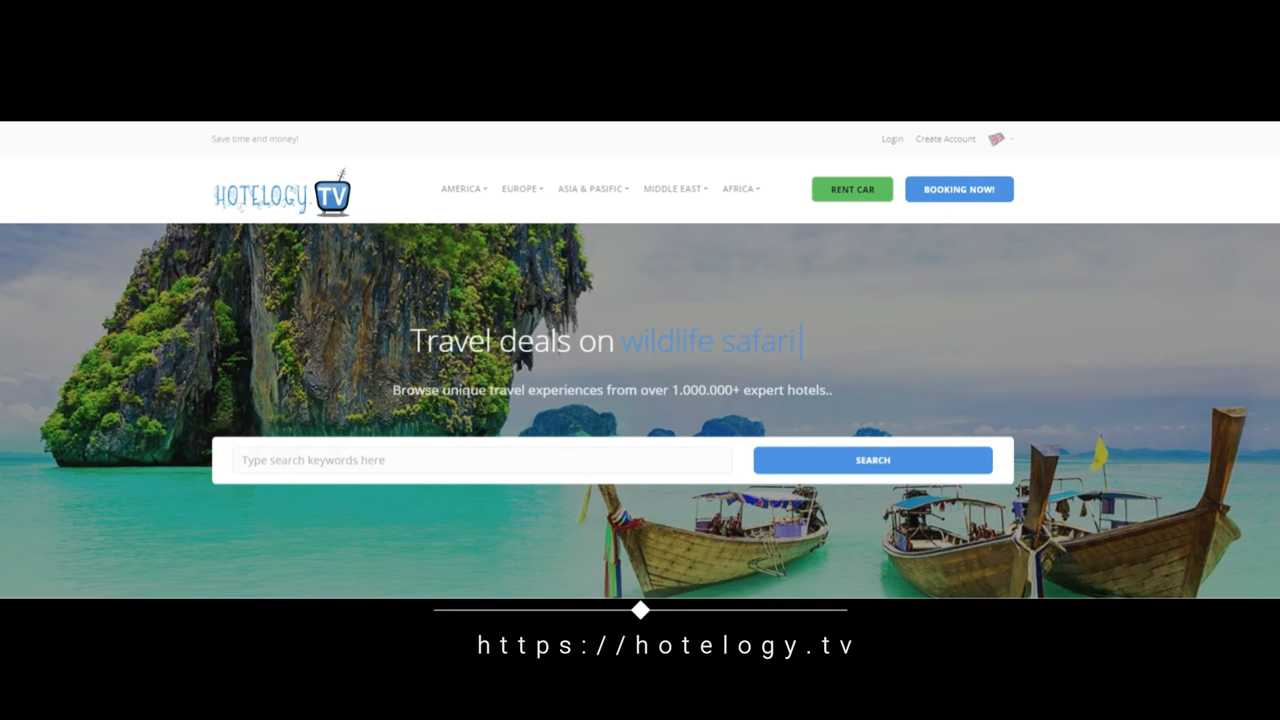 Save time and money!
Login Create Account
HOTELOGY.TV
AMERICA EUROPE ASIA & PASIFIC MIDDLE EAST AFRICA
RENT CAR BOOKING NOW!
Travel deals on wildlife safari
Browse unique travel experiences from over 1.000.000+ expert hotels..
Type search keywords here
SEARCH
https://hotelogy.tv